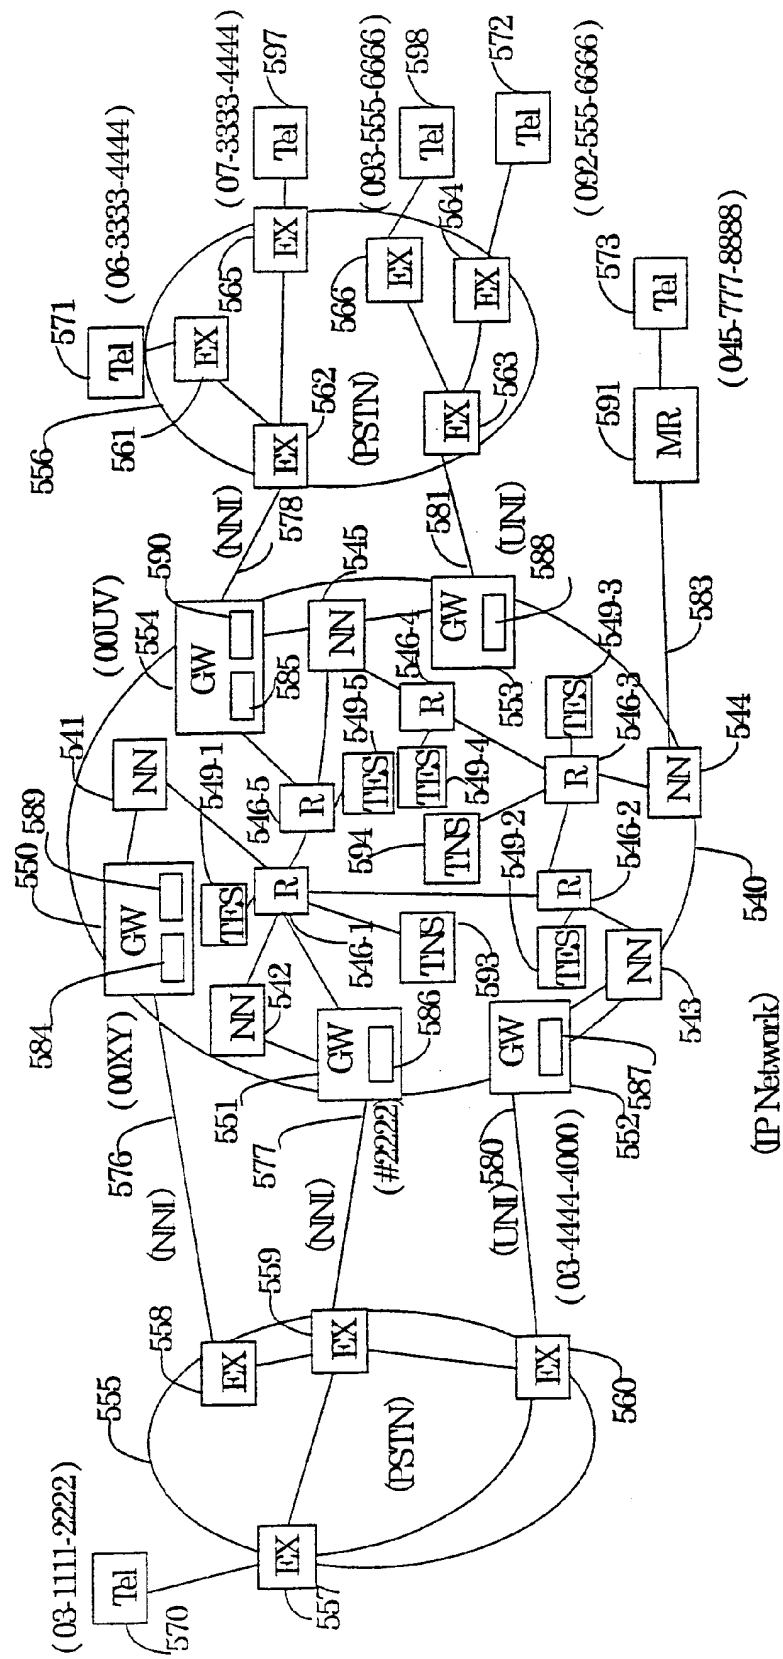 (03-1111-2222)
Tel
570
555
EX
557
(PSTN)
558
EX
559
EX
EX
560
576
(NNI)
577
(NNI)
580
(UNI)
(03-4444-4000)
(00XY)
(#2222)
584
550
589
GW
541
NN
549-1
TES
542
NN
551
GW
586
R
546-1
TNS
593
552
587
GW
NN
543
549-2
TES
R
546-2
594
TNS
546-5
R
549-5
TES
TES
549-4
546-4
R
(00UV)
554
590
GW
585
545
NN
GW
588
553
TES
549-3
R
546-3
NN
544
540
(IP Network)
(NNI)
578
581
(UNI)
583
556
571
Tel
(06-3333-4444)
561
EX
EX
562
(PSTN)
565
EX
(07-3333-4444)
Tel
597
566
EX
(093-555-6666)
Tel
598
564
EX
EX
563
Tel
572
(092-555-6666)
591
MR
573
Tel
(045-777-8888)